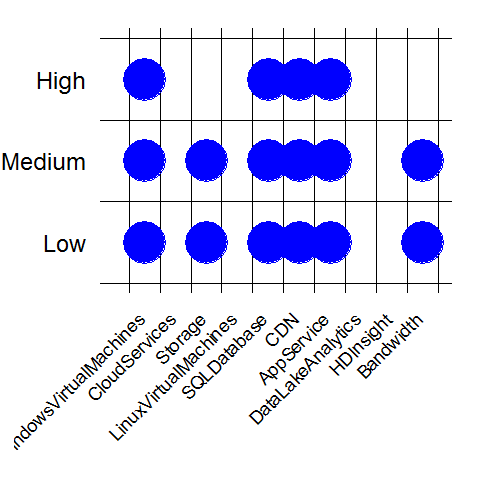 High
Medium
Low
ndowsVirtualMachines
CloudServices
Storage
LinuxVirtualMachines
SQLDatabase
CDN
AppService
DataLakeAnalytics
HDInsight
Bandwidth